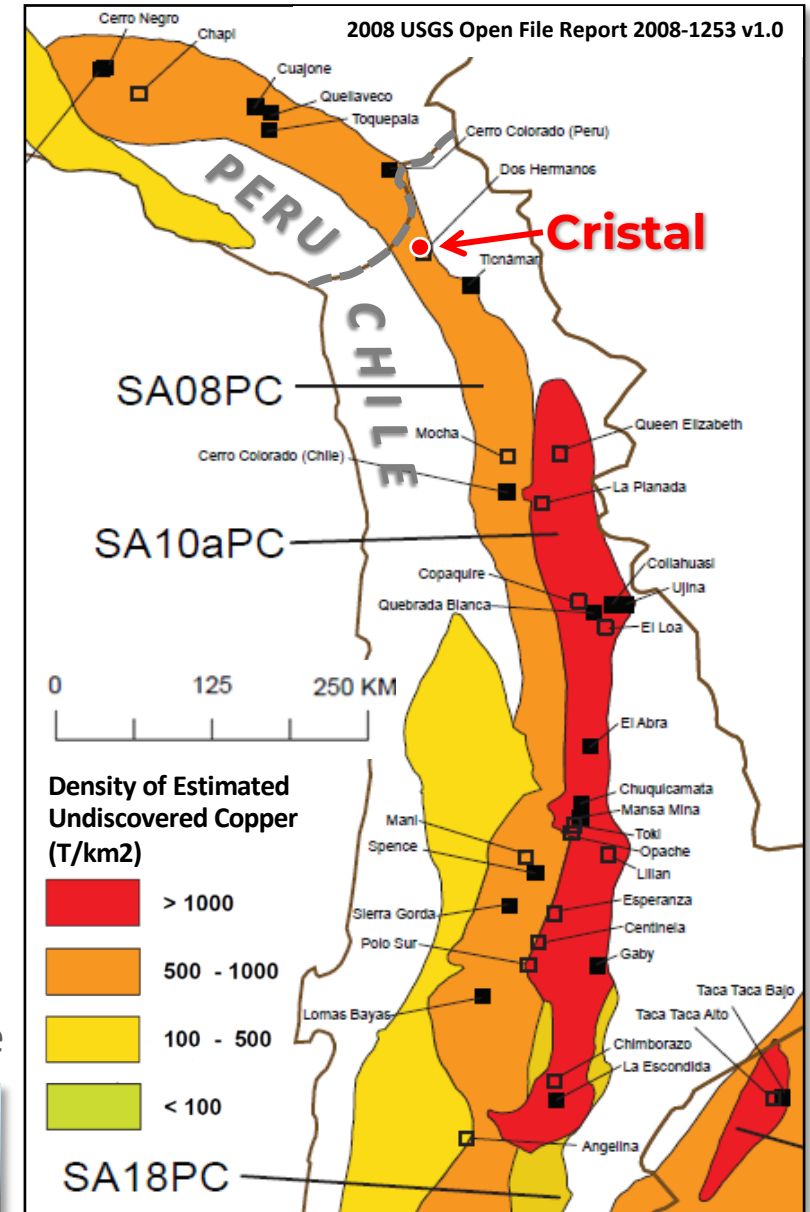 2008 USGS Open File Report 2008-1253 v1.0
Cerro Negro
Chapi
Cuajone
Quellaveco
Toquepala
Cerro Colorado (Peru)
Dos Hermanos
PERU
Cristal
Ticnámar
CHILE
SA08PC
Mocha
Queen Elizabeth
Cerro Colorado (Chile)
La Planada
SA10aPC
Collahuasi
Copaquire
Ujina
Quebrada Blanca
El Loa
0 125 250 KM
El Abra
Density of Estimated
Undiscovered Copper
(T/km2)
> 1000
500 - 1000
100 - 500
< 100
Chuquicamata
Mansa Mina
Mani
Toki
Spence
Opache
Lilian
Sierra Gorda
Esperanza
Centinela
Polo Sur
Gaby
Lomas Bayas
Taca Taca Bajo
Taca Taca Alto
Chimborazo
La Escondida
Angelina
SA18PC